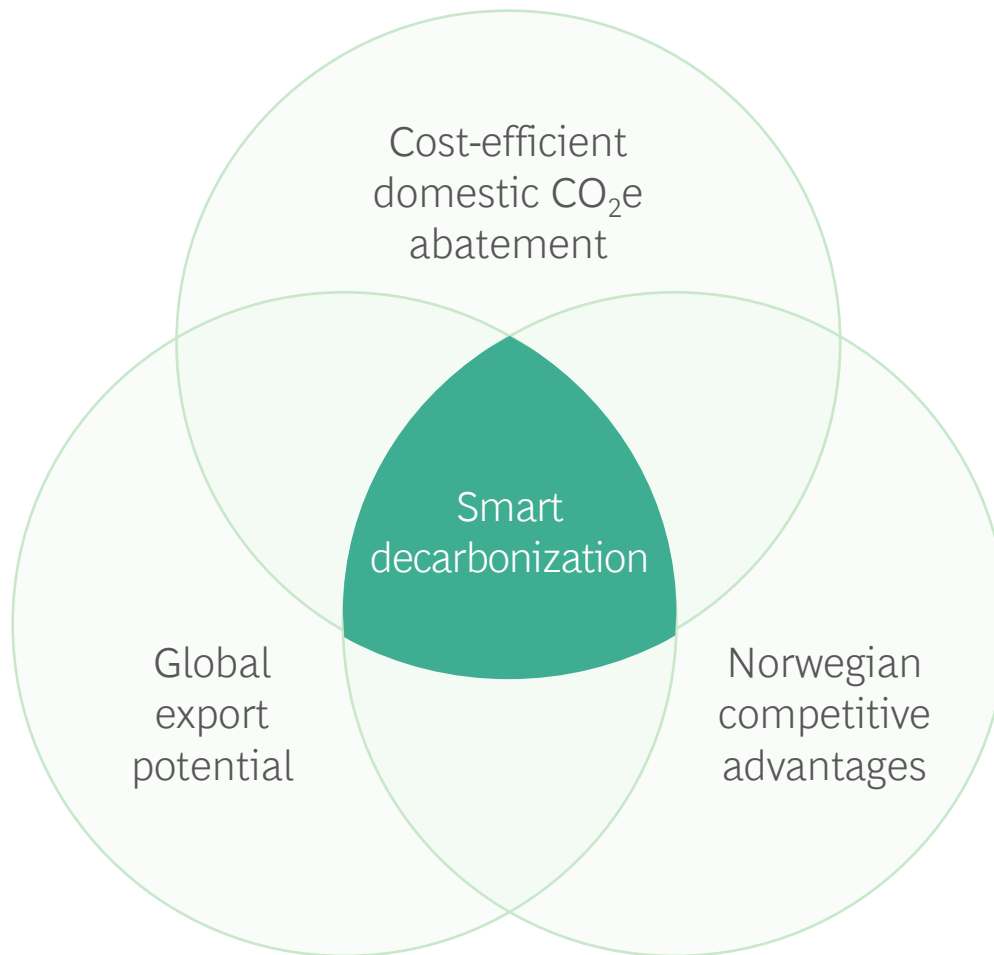 Cost-efficient
domestic CO₂e
abatement
Smart
decarbonization
Global
export
potential
Norwegian
competitive
advantages